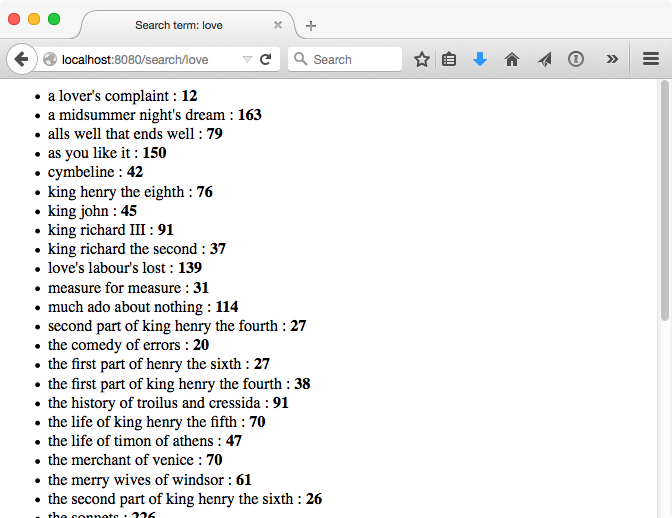 Search term: love
localhost:8080/search/love
Search
a lover's complaint : 12
a midsummer night's dream : 163
alls well that ends well : 79
as you like it : 150
cymbeline : 42
king henry the eighth : 76
king john : 45
king richard III : 91
king richard the second : 37
love's labour's lost : 139
measure for measure : 31
much ado about nothing : 114
second part of king henry the fourth : 27
the comedy of errors : 20
the first part of henry the sixth : 27
the first part of king henry the fourth : 38
the history of troilus and cressida : 91
the life of king henry the fifth : 70
the life of timon of athens : 47
the merchant of venice : 70
the merry wives of windsor : 61
the second part of king henry the sixth : 26
the sonnets : 226